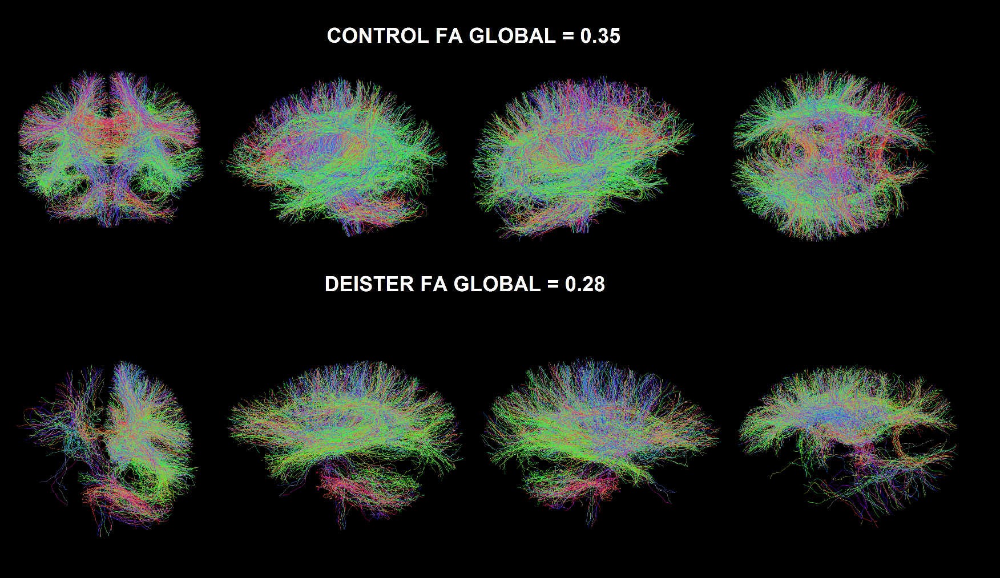 CONTROL FA GLOBAL = 0.35
DEISTER FA GLOBAL = 0.28